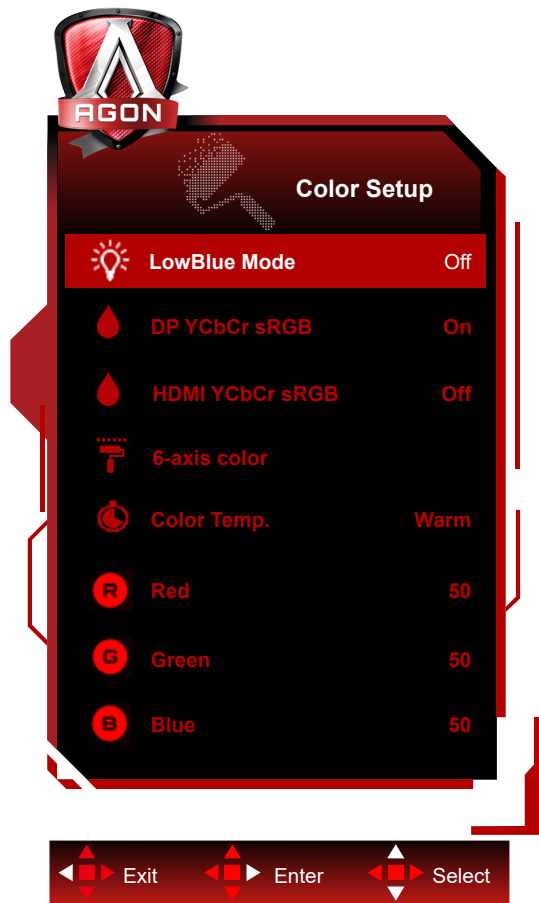 AGON
Color Setup
LowBlue Mode Off
DP YCbCr sRGB On
HDMI YCbCr sRGB Off
6-axis color
Color Temp. Warm
R Red 50
G Green 50
B Blue 50
Exit Enter Select